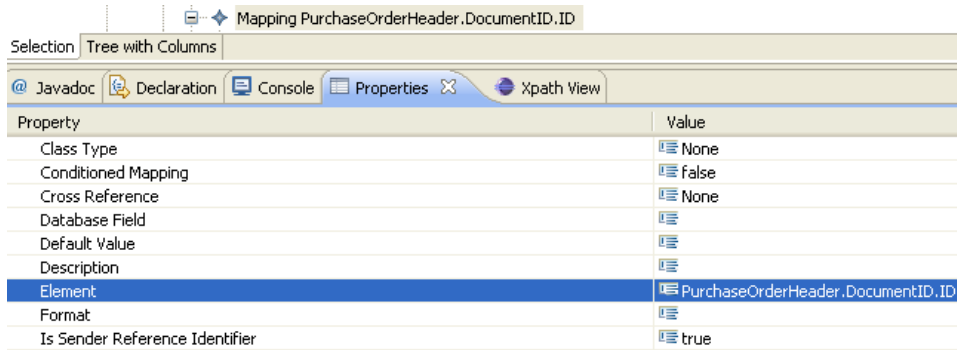 Mapping PurchaseOrderHeader.DocumentID.ID
Selection Tree with Columns
@ Javadoc Declaration Console Properties Xpath View
Property Value
Class Type None
Conditioned Mapping false
Cross Reference None
Database Field
Default Value
Description
Element PurchaseOrderHeader.DocumentID.ID
Format
Is Sender Reference Identifier true